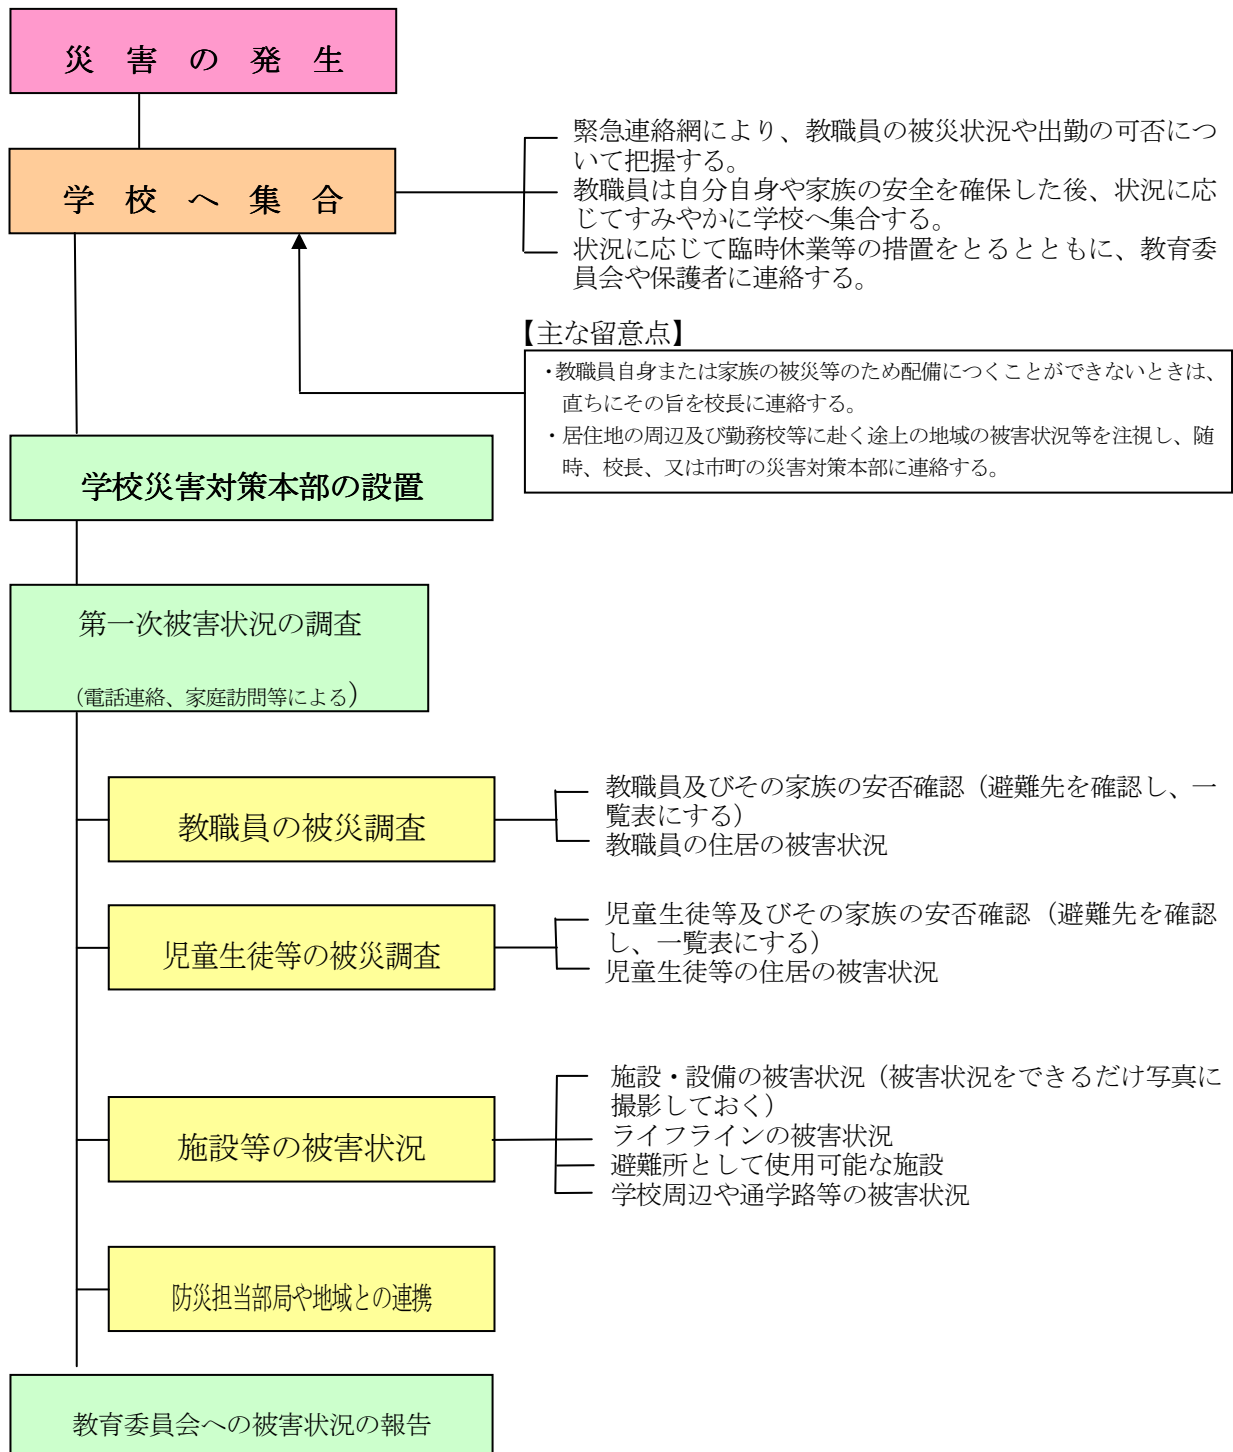 災害の発生
学校へ集合
緊急連絡網により、教職員の被災状況や出勤の可否につ
いて把握する。
教職員は自分自身や家族の安全を確保した後、状況に応
じてすみやかに学校へ集合する。
状況に応じて臨時休業等の措置をとるとともに、教育委
員会や保護者に連絡する。
【主な留意点】
・教職員自身または家族の被災等のため配備につくことができないときは、
直ちにその旨を校長に連絡する。
・居住地の周辺及び勤務校等に赴く途上の地域の被害状況等を注視し、随
時、校長、又は市町の災害対策本部に連絡する。
学校災害対策本部の設置
第一次被害状況の調査
(電話連絡、家庭訪問等による)
教職員の被災調査
教職員及びその家族の安否確認（避難先を確認し、一
覧表にする）
教職員の住居の被害状況
児童生徒等の被災調査
児童生徒等及びその家族の安否確認（避難先を確認
し、一覧表にする）
児童生徒等の住居の被害状況
施設等の被害状況
施設・設備の被害状況（被害状況をできるだけ写真に
撮影しておく）
ライフラインの被害状況
避難所として使用可能な施設
学校周辺や通学路等の被害状況
防災担当部局や地域との連携
教育委員会への被害状況の報告